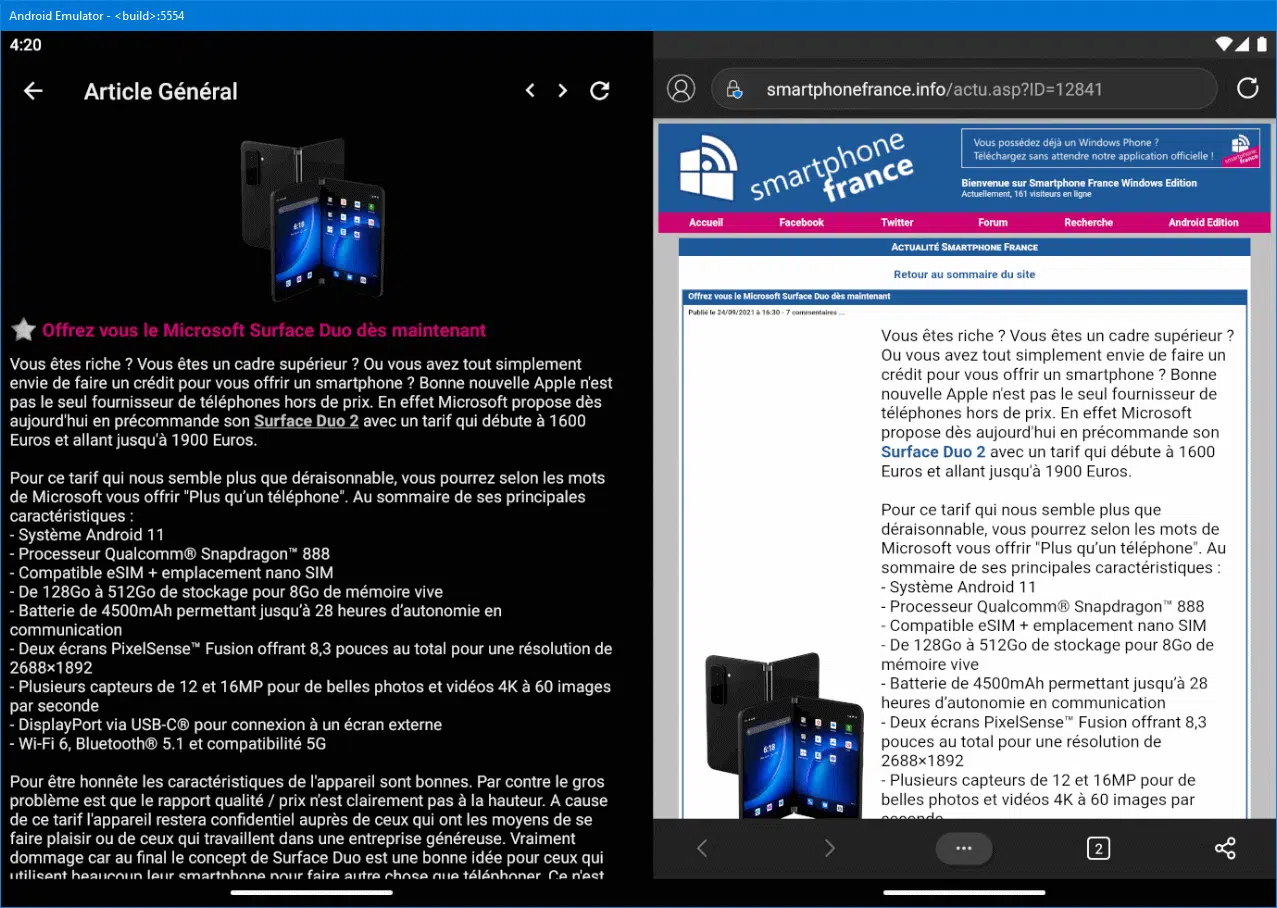 Android Emulator - <build>:5554
4:20
Article Général
Offrez vous le Microsoft Surface Duo dès maintenant
Vous êtes riche ? Vous êtes un cadre supérieur ? Ou vous avez tout simplement
envie de faire un crédit pour vous offrir un smartphone ? Bonne nouvelle Apple n'est
pas le seul fournisseur de téléphones hors de prix. En effet Microsoft propose dès
aujourd'hui en précommande son Surface Duo 2 avec un tarif qui débute à 1600
Euros et allant jusqu'à 1900 Euros.
Pour ce tarif qui nous semble plus que déraisonnable, vous pourrez selon les mots
de Microsoft vous offrir "Plus qu’un téléphone". Au sommaire de ses principales
caractéristiques :
- Système Android 11
- Processeur Qualcomm® Snapdragon™ 888
- Compatible eSIM + emplacement nano SIM
- De 128Go à 512Go de stockage pour 8Go de mémoire vive
- Batterie de 4500mAh permettant jusqu’à 28 heures d’autonomie en
communication
- Deux écrans PixelSense™ Fusion offrant 8,3 pouces au total pour une résolution de
2688×1892
- Plusieurs capteurs de 12 et 16MP pour de belles photos et vidéos 4K à 60 images
par seconde
- DisplayPort via USB-C® pour connexion à un écran externe
- Wi-Fi 6, Bluetooth® 5.1 et compatibilité 5G
Pour être honnête les caractéristiques de l'appareil sont bonnes. Par contre le gros
problème est que le rapport qualité / prix n'est clairement pas à la hauteur. A cause
de ce tarif l'appareil restera confidentiel auprès de ceux qui ont les moyens de se
faire plaisir ou de ceux qui travaillent dans une entreprise généreuse. Vraiment
dommage car au final le concept de Surface Duo est une bonne idée pour ceux qui
utilisent beaucoup leur smartphone pour faire autre chose que téléphoner. Ce n'est
smartphonefrance.info/actu.asp?ID=12841
smartphone
france
Vous possédez déjà un Windows Phone ?
Téléchargez sans attendre notre application officielle !
smartphone
france
Bienvenue sur Smartphone France Windows Edition
Actuellement, 161 visiteurs en ligne
Accueil Facebook Twitter Forum Recherche Android Edition
Actualité Smartphone France
Retour au sommaire du site
Offrez vous le Microsoft Surface Duo dès maintenant
Publié le 24/09/2021 à 16:30 - 7 commentaires ...
Vous êtes riche ? Vous êtes un cadre supérieur ?
Ou vous avez tout simplement envie de faire un
crédit pour vous offrir un smartphone ? Bonne
nouvelle Apple n'est pas le seul fournisseur de
téléphones hors de prix. En effet Microsoft
propose dès aujourd'hui en précommande son
Surface Duo 2 avec un tarif qui débute à 1600
Euros et allant jusqu'à 1900 Euros.
Pour ce tarif qui nous semble plus que
déraisonnable, vous pourrez selon les mots de
Microsoft vous offrir "Plus qu’un téléphone". Au
sommaire de ses principales caractéristiques :
- Système Android 11
- Processeur Qualcomm® Snapdragon™ 888
- Compatible eSIM + emplacement nano SIM
- De 128Go à 512Go de stockage pour 8Go de
mémoire vive
- Batterie de 4500mAh permettant jusqu’à 28
heures d’autonomie en communication
- Deux écrans PixelSense™ Fusion offrant 8,3
pouces au total pour une résolution de
2688×1892
- Plusieurs capteurs de 12 et 16MP pour de
belles photos et vidéos 4K à 60 images par
seconde
6:18
2